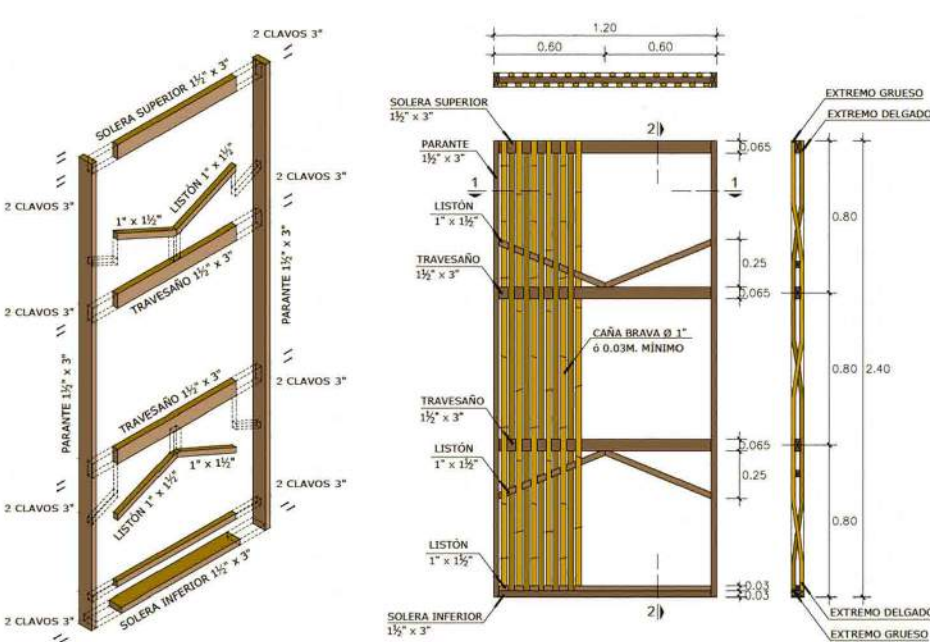 2 CLAVOS 3"
SOLERA SUPERIOR 1½" x 3"
2 CLAVOS 3"
2 CLAVOS 3"
LISTÓN 1" x 1½"
1" x 1½"
TRAVESAÑO 1½" x 3"
PARANTE 1½" x 3"
2 CLAVOS 3"
PARANTE 1½" x 3"
TRAVESAÑO 1½" x 3"
2 CLAVOS 3"
1" x 1½"
LISTÓN 1" x 1½"
2 CLAVOS 3"
2 CLAVOS 3"
SOLERA INFERIOR 1½" x 3"
2 CLAVOS 3"
1.20
0.60
0.60
SOLERA SUPERIOR
1½" x 3"
PARANTE
1½" x 3"
LISTÓN
1" x 1½"
TRAVESAÑO
1½" x 3"
CAÑA BRAVA Ø 1"
ó 0.03M. MÍNIMO
TRAVESAÑO
1½" x 3"
LISTÓN
1" x 1½"
LISTÓN
1" x 1½"
SOLERA INFERIOR
1½" x 3"
2
1
1
2
0.065
0.25
0.065
0.065
0.25
0.03
0.03
EXTREMO GRUESO
EXTREMO DELGADO
0.80
0.80
2.40
0.80
EXTREMO DELGADO
EXTREMO GRUESO